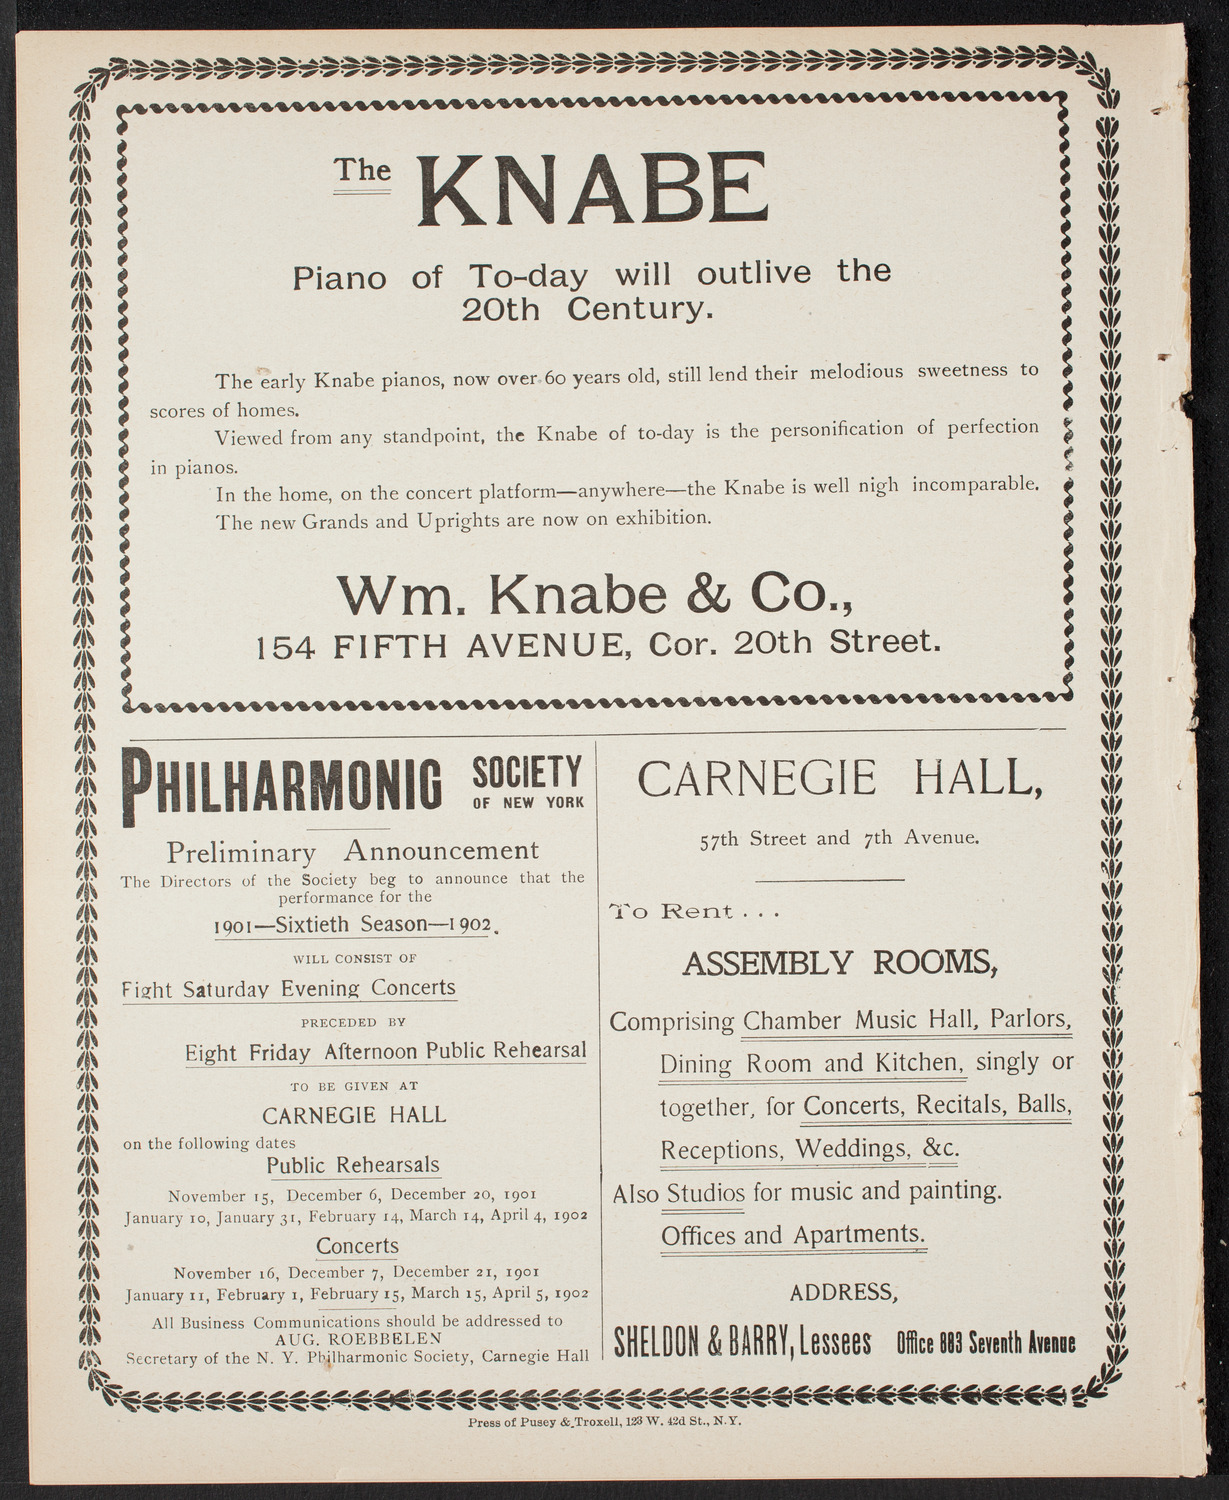 The KNABE
Piano of To-day will outlive the
20th Century.
The early Knabe pianos, now over 60 years old, still lend their melodious sweetness to
scores of homes.
Viewed from any standpoint, the Knabe of to-day is the personification of perfection
in pianos.
In the home, on the concert platform—anywhere—the Knabe is well nigh incomparable.
The new Grands and Uprights are now on exhibition.
Wm. Knabe & Co.,
154 FIFTH AVENUE, Cor. 20th Street.
PHILHARMONIC SOCIETY
OF NEW YORK
Preliminary Announcement
The Directors of the Society beg to announce that the
performance for the
1901—Sixtieth Season—1902.
WILL CONSIST OF
Eight Saturday Evening Concerts
PRECEDED BY
Eight Friday Afternoon Public Rehearsal
TO BE GIVEN AT
CARNEGIE HALL
on the following dates
Public Rehearsals
November 15, December 6, December 20, 1901
January 10, January 31, February 14, March 14, April 4, 1902
Concerts
November 16, December 7, December 21, 1901
January 11, February 1, February 15, March 15, April 5, 1902
All Business Communications should be addressed to
AUG. ROEBBELEN
Secretary of the N. Y. Philharmonic Society, Carnegie Hall
CARNEGIE HALL,
57th Street and 7th Avenue.
To Rent . . .
ASSEMBLY ROOMS,
Comprising Chamber Music Hall, Parlors,
Dining Room and Kitchen, singly or
together, for Concerts, Recitals, Balls,
Receptions, Weddings, &c.
Also Studios for music and painting.
Offices and Apartments.
ADDRESS,
SHELDON & BARRY, Lessees Office 883 Seventh Avenue
Press of Pusey & Troxell, 123 W. 42d St., N.Y.